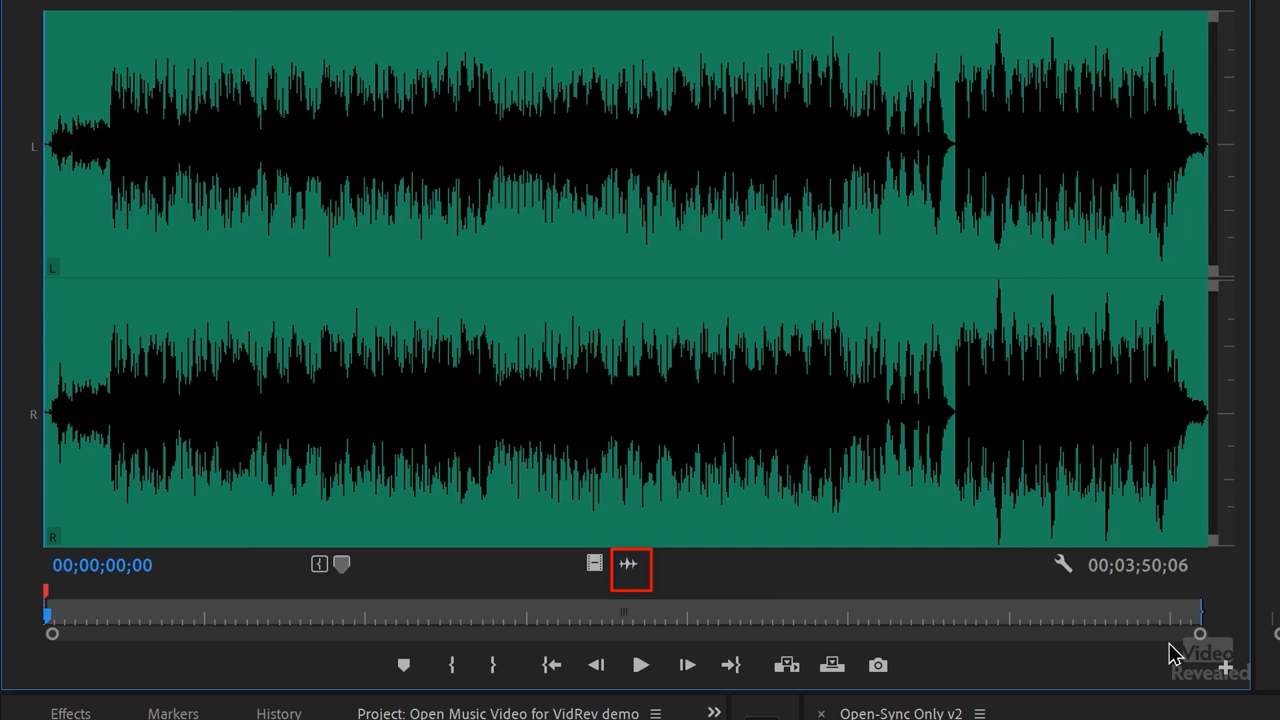 L
L
R
R
00;00;00;00
00;03;50;06
Video
Revealed
Effects
Markers
History
Project: Open Music Video for VidRev demo
Open-Sync Only v2